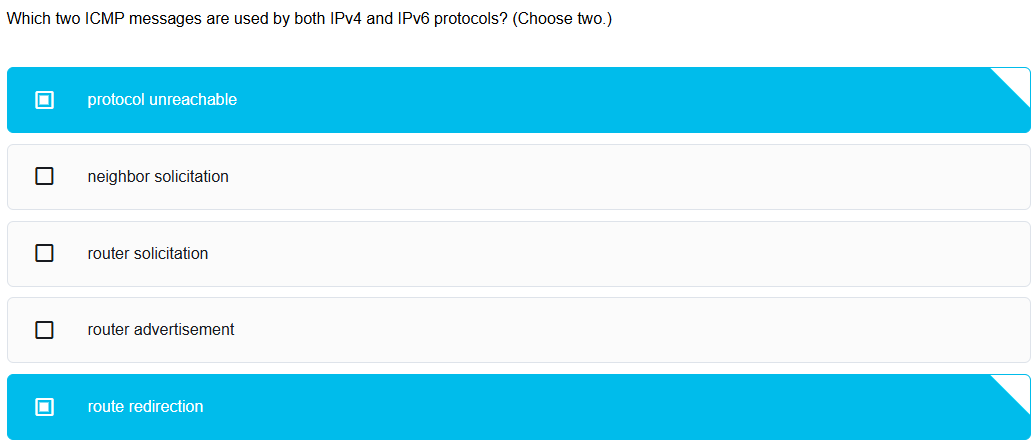 Which two ICMP messages are used by both IPv4 and IPv6 protocols? (Choose two.)
protocol unreachable
neighbor solicitation
router solicitation
router advertisement
route redirection